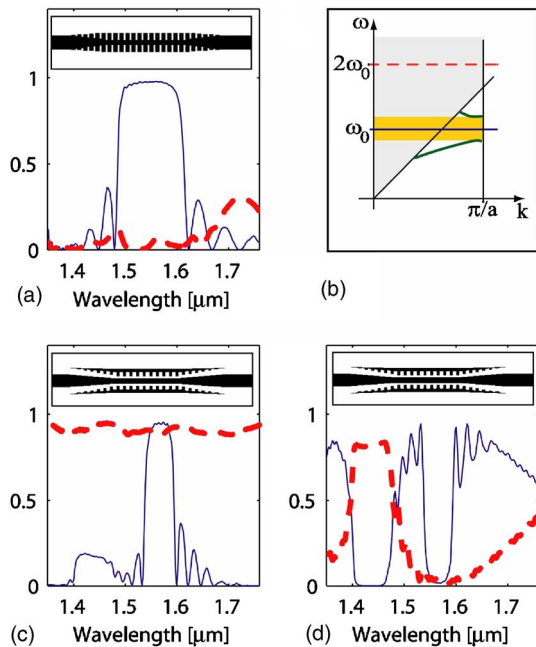 1
0.5
0
1.4 1.5 1.6 1.7
Wavelength [μm]
(a)
ω
2ω₀
ω₀
π/a
k
(b)
1
0.5
0
1.4 1.5 1.6 1.7
Wavelength [μm]
(c)
1
0.5
0
1.4 1.5 1.6 1.7
Wavelength [μm]
(d)